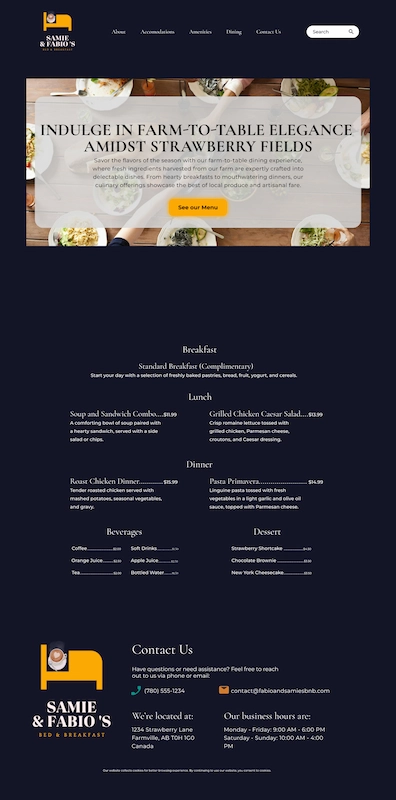 SAMIE
& FABIO'S
BED & BREAKFAST
About Accomodations Amenities Dining Contact Us Search
INDULGE IN FARM-TO-TABLE ELEGANCE
AMIDST STRAWBERRY FIELDS
Savor the flavors of the season with our farm-to-table dining experience,
where fresh ingredients harvested from our farm are expertly crafted into
delectable dishes. From hearty breakfasts to mouthwatering dinners, our
culinary offerings showcase the best of local produce and artisanal fare.
See our Menu
Breakfast
Standard Breakfast (Complimentary)
Start your day with a selection of freshly baked pastries, bread, fruit, yogurt, and cereals.
Lunch
Soup and Sandwich Combo....$11.99
A comforting bowl of soup paired with
a hearty sandwich, served with a side
salad or chips.
Grilled Chicken Caesar Salad....$13.99
Crisp romaine lettuce tossed with
grilled chicken, Parmesan cheese,
croutons, and Caesar dressing.
Dinner
Roast Chicken Dinner............$15.99
Tender roasted chicken served with
mashed potatoes, seasonal vegetables,
and gravy.
Pasta Primavera........................ $14.99
Linguine pasta tossed with fresh
vegetables in a light garlic and olive oil
sauce, topped with Parmesan cheese.
Beverages
Coffee
Orange Juice
Tea
Soft Drinks
Apple Juice
Bottled Water
Dessert
Strawberry Shortcake
Chocolate Brownie
New York Cheesecake
SAMIE
& FABIO 'S
BED & BREAKFAST
Contact Us
Have questions or need assistance? Feel free to reach
out to us via phone or email:
(780) 555-1234
contact@fabioandsamiesbnb.com
We're located at:
1234 Strawberry Lane
Farmville, AB T0H 1G0
Canada
Our business hours are:
Monday - Friday: 9:00 AM - 6:00 PM
Saturday - Sunday: 10:00 AM - 4:00
PM
Our website utilizes cookies for better browsing experience. By continuing to use our website, you consent to cookies.